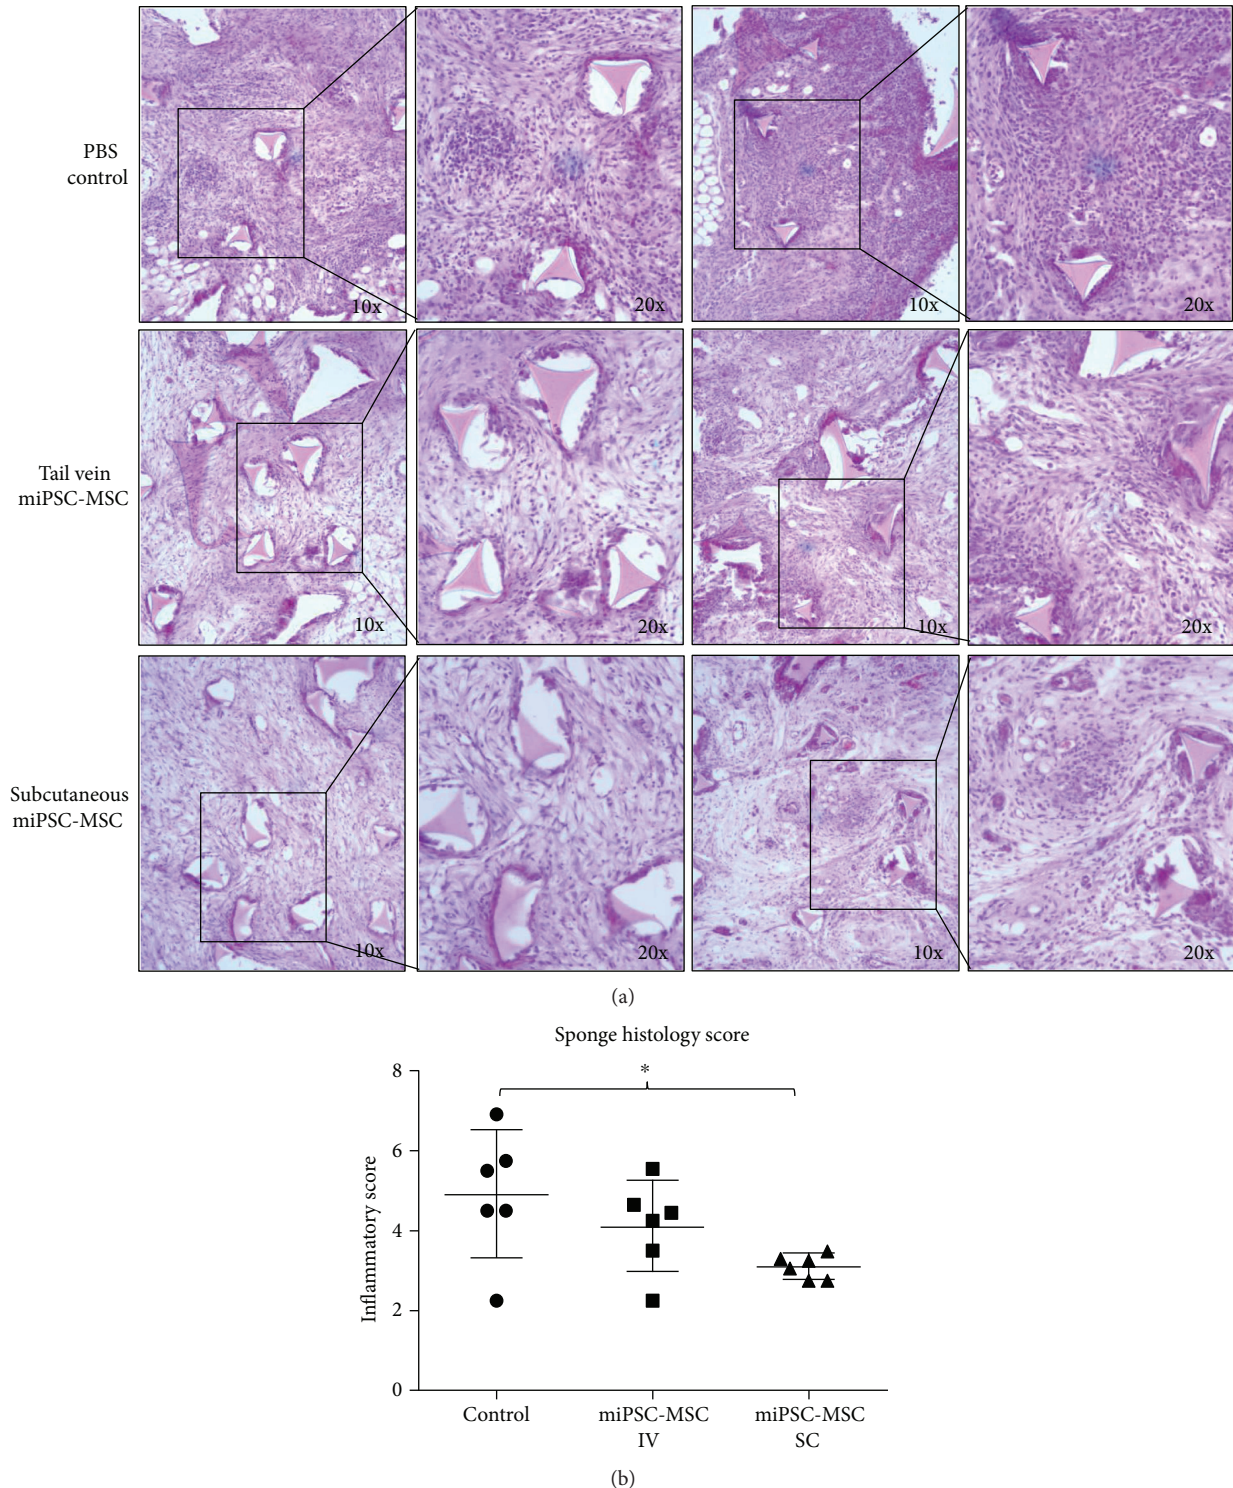 PBS
control
10x
20x
10x
20x
Tail vein
miPSC-MSC
10x
20x
10x
20x
Subcutaneous
miPSC-MSC
10x
20x
10x
20x
(a)
Sponge histology score
*
8
6
4
2
0
Inflammatory score
Control
miPSC-MSC
IV
miPSC-MSC
SC
(b)